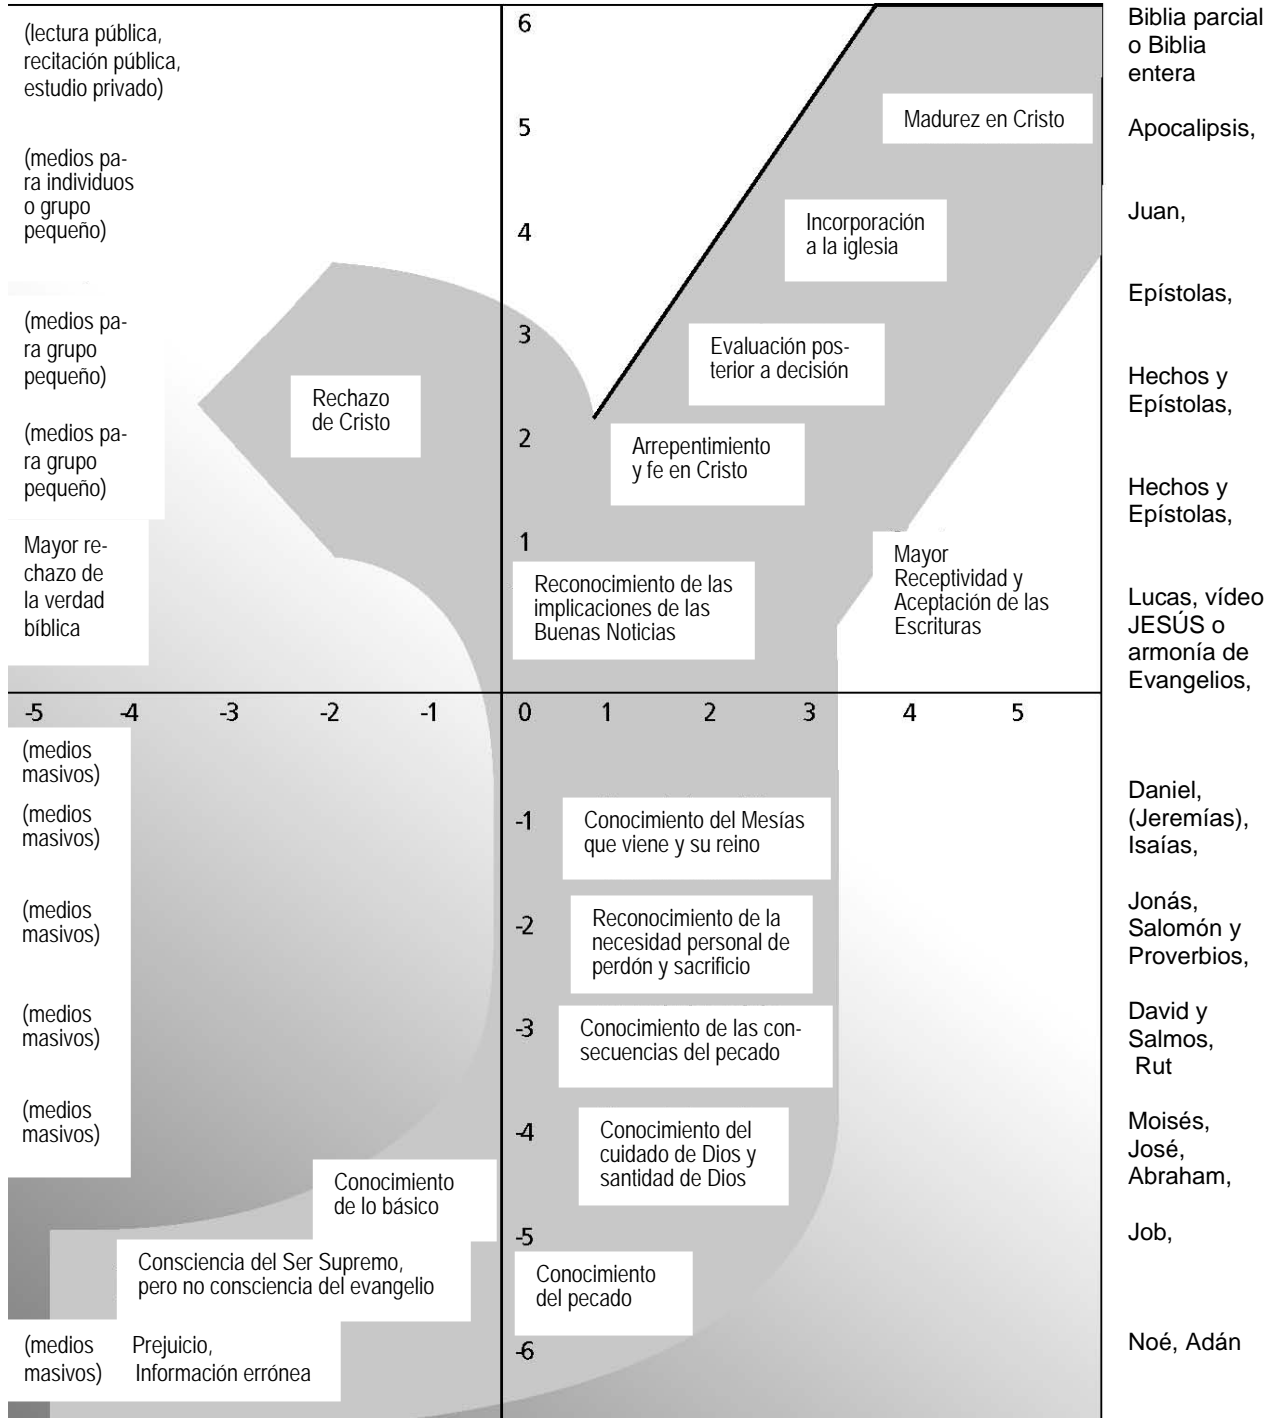 (lectura pública,
recitación pública,
estudio privado)
6
Biblia parcial
o Biblia
entera
Madurez en Cristo
5
Apocalipsis,
(medios pa-
ra individuos
o grupo
pequeño)
4
Incorporación
a la iglesia
Juan,
Epístolas,
(medios pa-
ra grupo
pequeño)
3
Evaluación pos-
terior a decisión
Rechazo
de Cristo
Hechos y
Epístolas,
(medios pa-
ra grupo
pequeño)
2
Arrepentimiento
y fe en Cristo
Hechos y
Epístolas,
Mayor re-
chazo de
la verdad
bíblica
1
Reconocimiento de las
implicaciones de las
Buenas Noticias
Mayor
Receptividad y
Aceptación de las
Escrituras
Lucas, vídeo
JESÚS o
armonía de
Evangelios,
-5 -4 -3 -2 -1 0 1 2 3 4 5
(medios
masivos)
(medios
masivos)
-1
Conocimiento del Mesías
que viene y su reino
Daniel,
(Jeremías),
Isaías,
(medios
masivos)
-2
Reconocimiento de la
necesidad personal de
perdón y sacrificio
Jonás,
Salomón y
Proverbios,
(medios
masivos)
-3
Conocimiento de las con-
secuencias del pecado
David y
Salmos,
Rut
(medios
masivos)
-4
Conocimiento del
cuidado de Dios y
santidad de Dios
Moisés,
José,
Abraham,
Conocimiento
de lo básico
-5
Job,
Consciencia del Ser Supremo,
pero no consciencia del evangelio
Conocimiento
del pecado
(medios
masivos)
Prejuicio,
Información errónea
-6
Noé, Adán